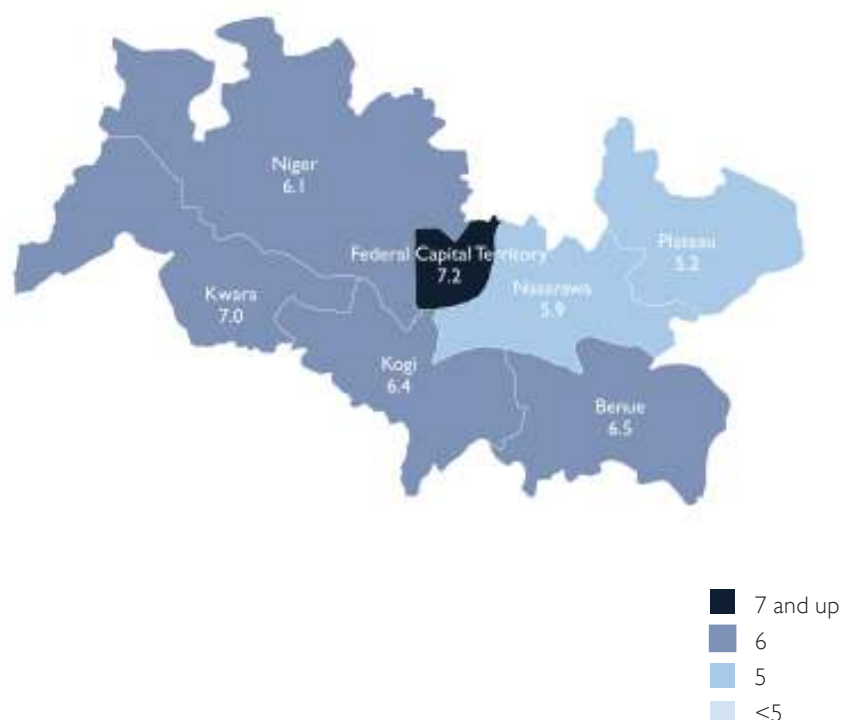 Niger
6.1
Federal Capital Territory
7.2
Plateau
5.2
Nasarawa
5.9
Kwara
7.0
Kogi
6.4
Benue
6.5
7 and up
6
5
<5